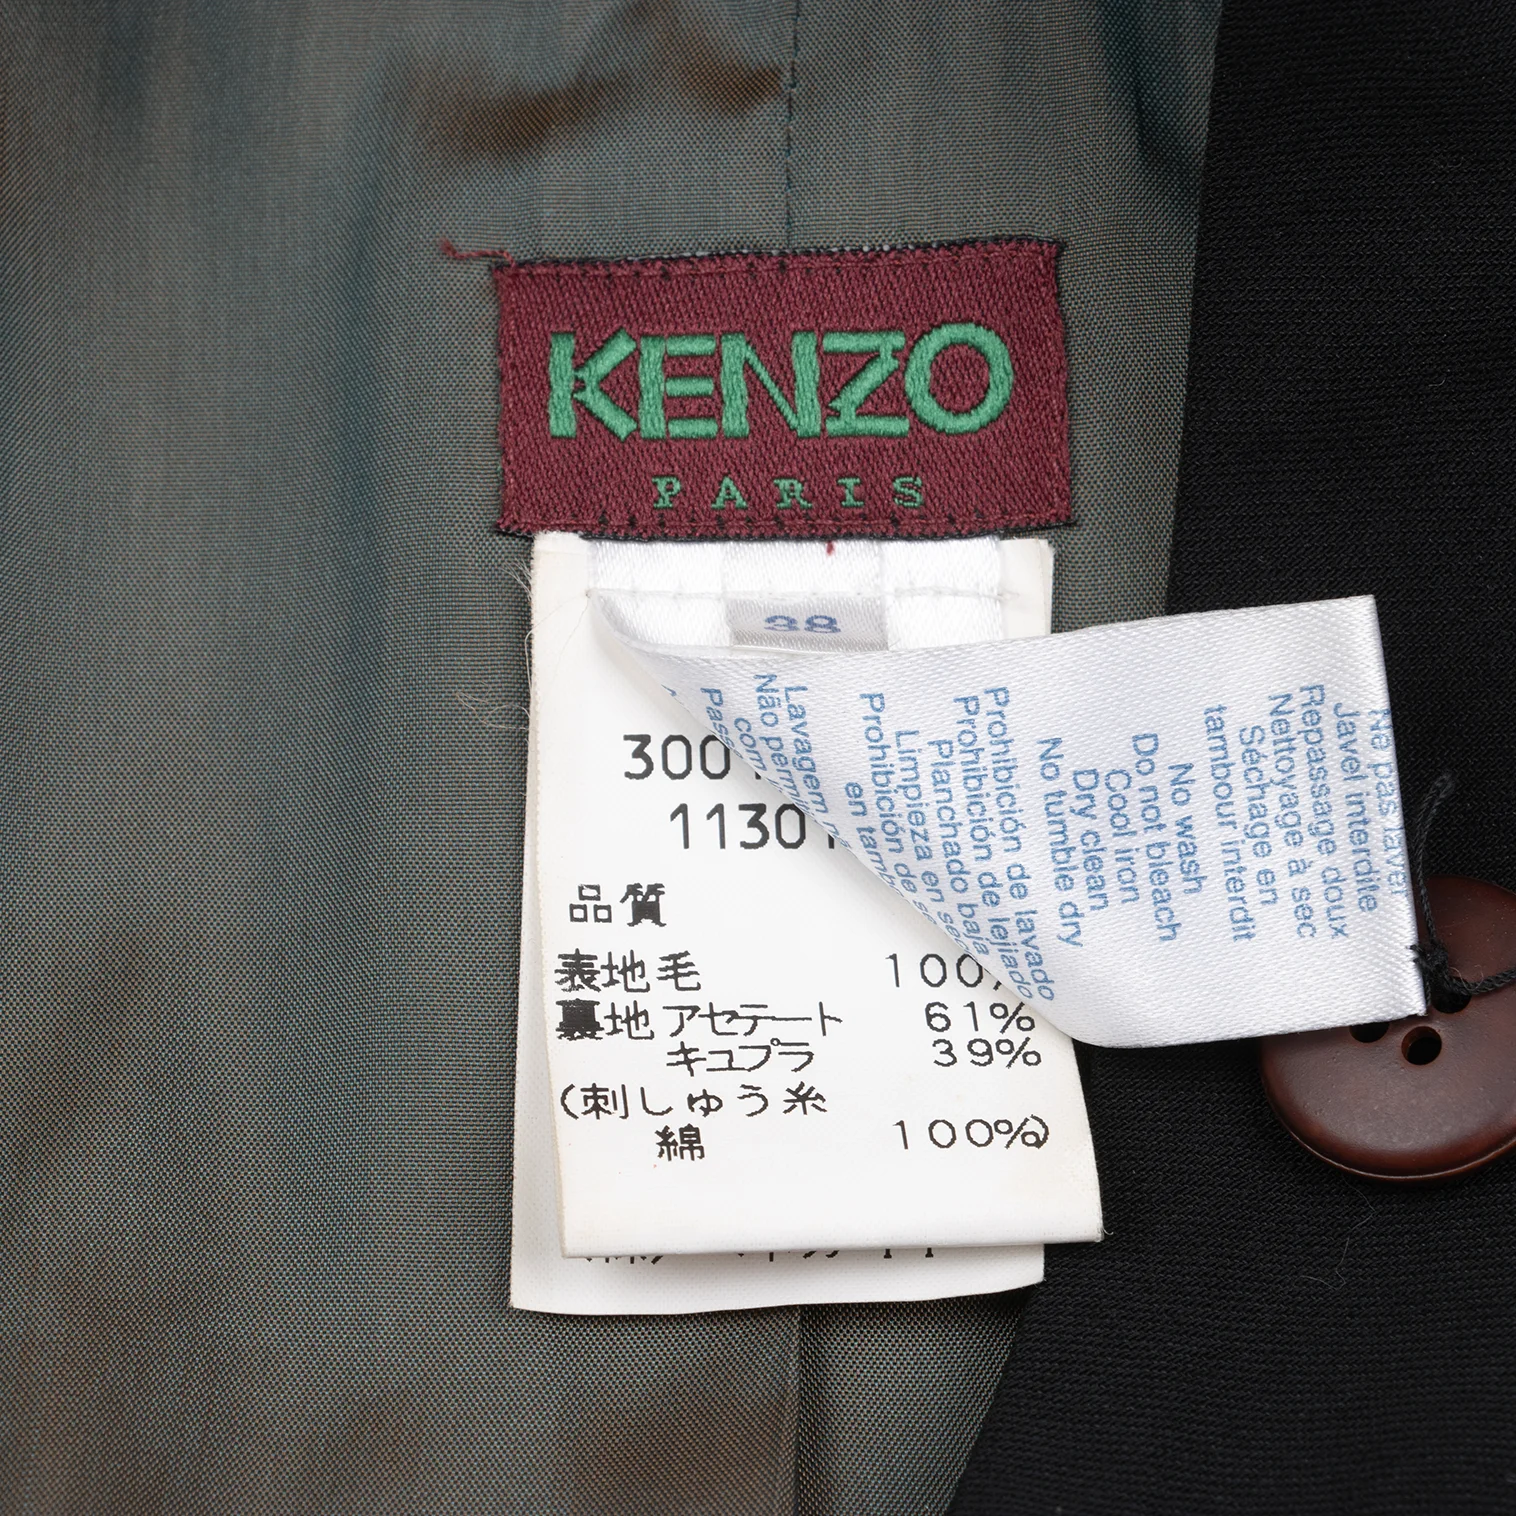 KENZO
PARIS
38
300
1130
品質
表地 毛 100%
裏地 アセテート 61%
キュプラ 39%
(刺しゅう糸
綿 100%)
Ne pas laver
Javel interdite
Repassage doux
Nettoyage à sec
Séchage en
tambour interdit
No wash
Do not bleach
Cool iron
Dry clean
No tumble dry
Prohibición de lavado
Prohibición de lejiado
Planchado baja
Limpieza en seco
Prohibición de se
en tamb
Lavagem
Não
com